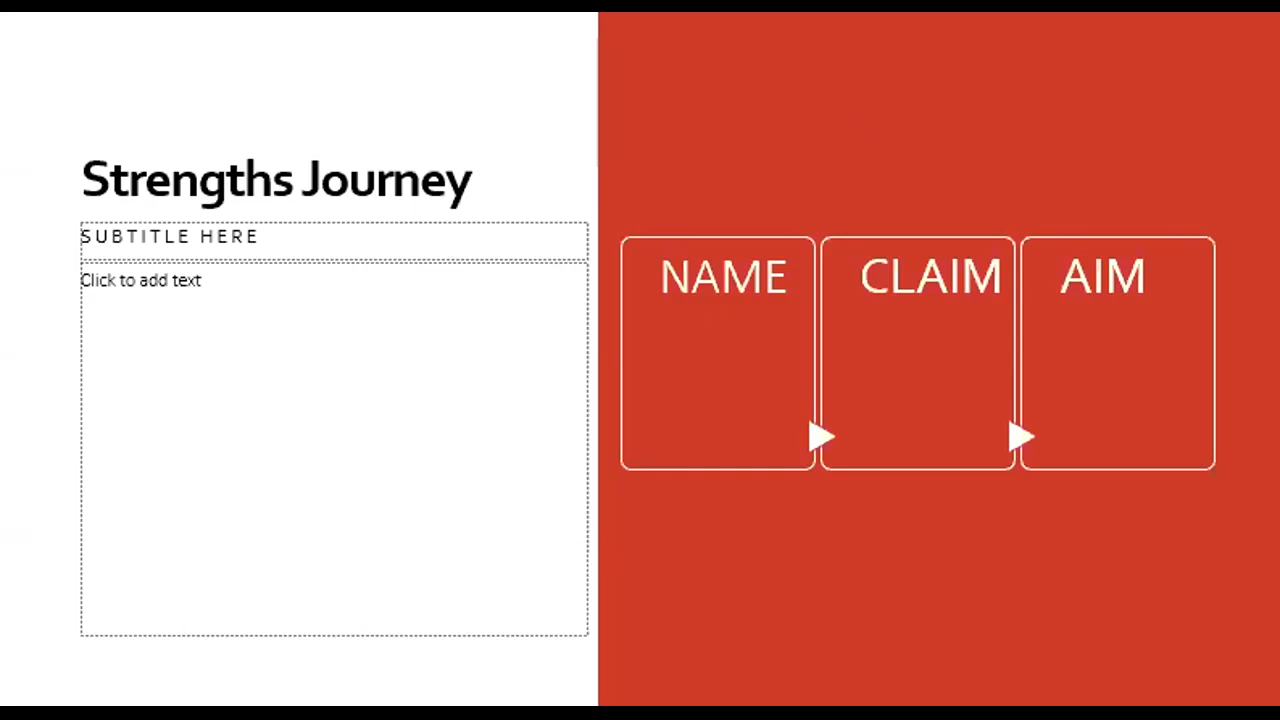 Strengths Journey
SUBTITLE HERE
Click to add text
NAME
CLAIM
AIM